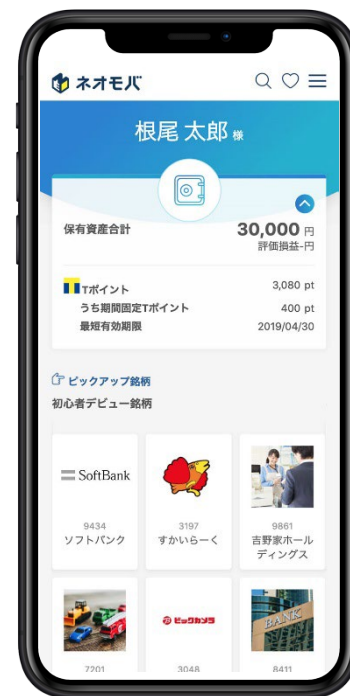 ネオモバ
根尾 太郎 様
保有資産合計 30,000 円
評価損益-円
Tポイント 3,080 pt
うち期間固定Tポイント 400 pt
最短有効期限 2019/04/30
ピックアップ銘柄
初心者デビュー銘柄
SoftBank
9434
ソフトバンク
3197
すかいらーく
9861
吉野家ホール
ディングス
ビックカメラ
BANK
7201
3048
8411